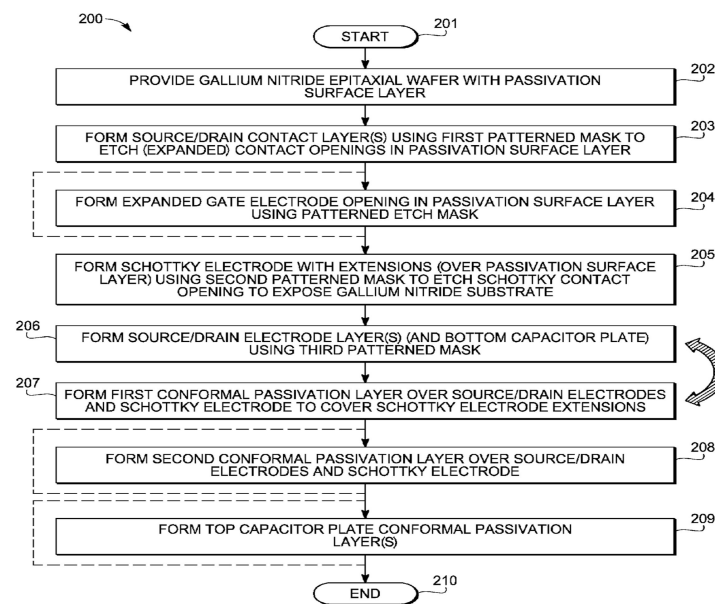 200
START
201
PROVIDE GALLIUM NITRIDE EPITAXIAL WAFER WITH PASSIVATION
SURFACE LAYER
202
FORM SOURCE/DRAIN CONTACT LAYER(S) USING FIRST PATTERNED MASK TO
ETCH (EXPANDED) CONTACT OPENINGS IN PASSIVATION SURFACE LAYER
203
FORM EXPANDED GATE ELECTRODE OPENING IN PASSIVATION SURFACE LAYER
USING PATTERNED ETCH MASK
204
FORM SCHOTTKY ELECTRODE WITH EXTENSIONS (OVER PASSIVATION SURFACE
LAYER) USING SECOND PATTERNED MASK TO ETCH SCHOTTKY CONTACT
OPENING TO EXPOSE GALLIUM NITRIDE SUBSTRATE
205
206
FORM SOURCE/DRAIN ELECTRODE LAYER(S) (AND BOTTOM CAPACITOR PLATE)
USING THIRD PATTERNED MASK
207
FORM FIRST CONFORMAL PASSIVATION LAYER OVER SOURCE/DRAIN ELECTRODES
AND SCHOTTKY ELECTRODE TO COVER SCHOTTKY ELECTRODE EXTENSIONS
FORM SECOND CONFORMAL PASSIVATION LAYER OVER SOURCE/DRAIN
ELECTRODES AND SCHOTTKY ELECTRODE
208
FORM TOP CAPACITOR PLATE CONFORMAL PASSIVATION
LAYER(S)
209
END
210